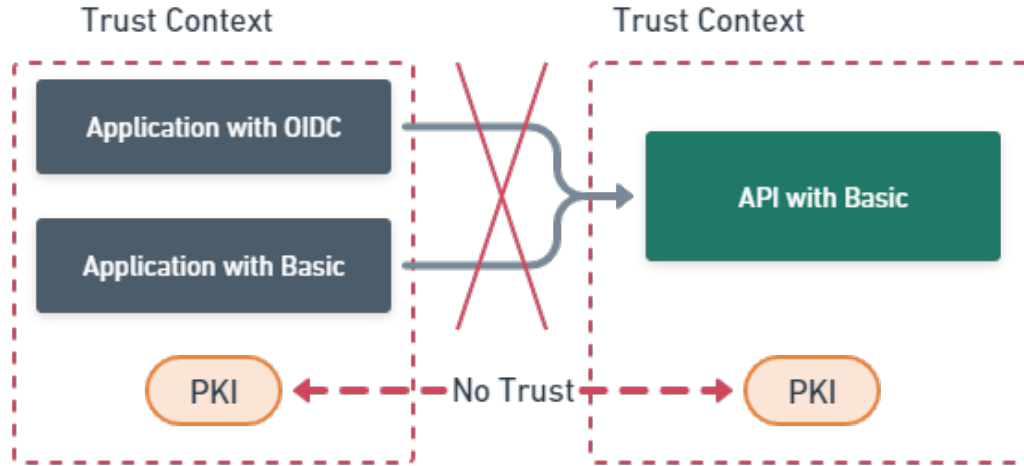 Trust Context
Trust Context
Application with OIDC
Application with Basic
API with Basic
PKI
No Trust
PKI